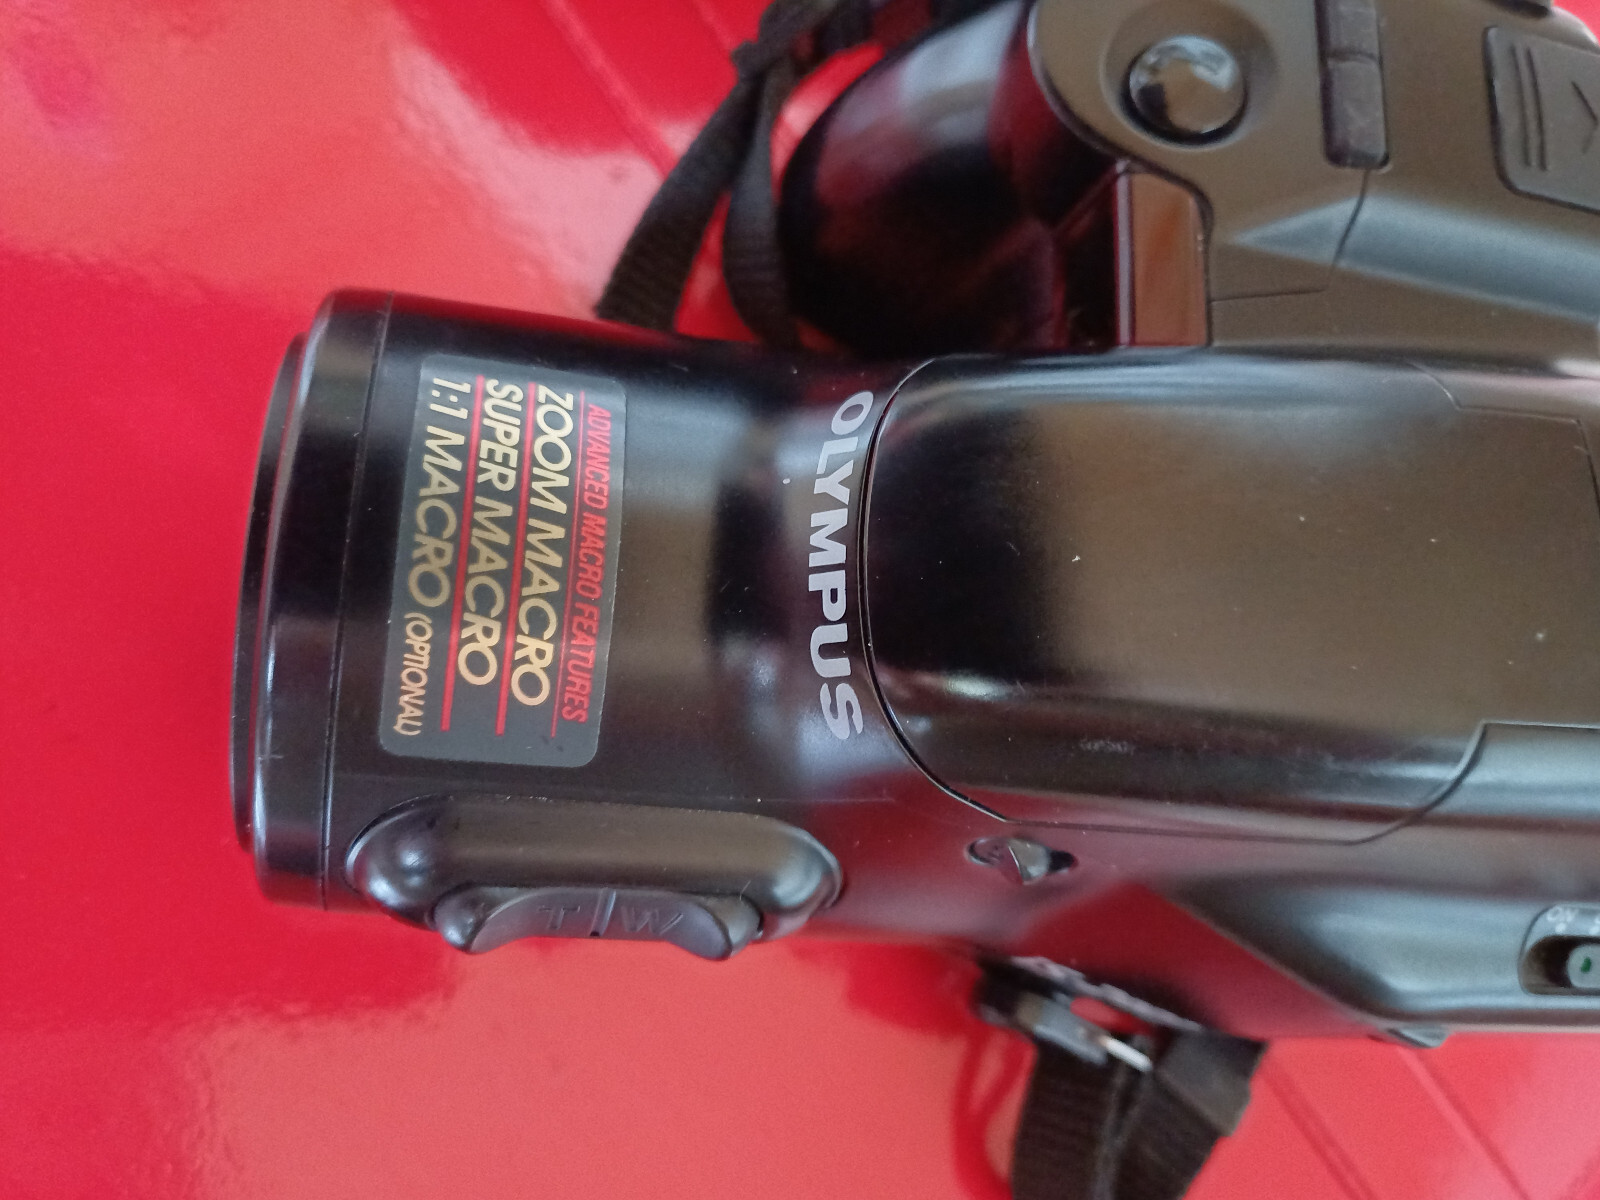 ADVANCED MACRO FEATURES
ZOOM MACRO
SUPER MACRO
1:1 MACRO (OPTIONAL)
OLYMPUS
T W
ON